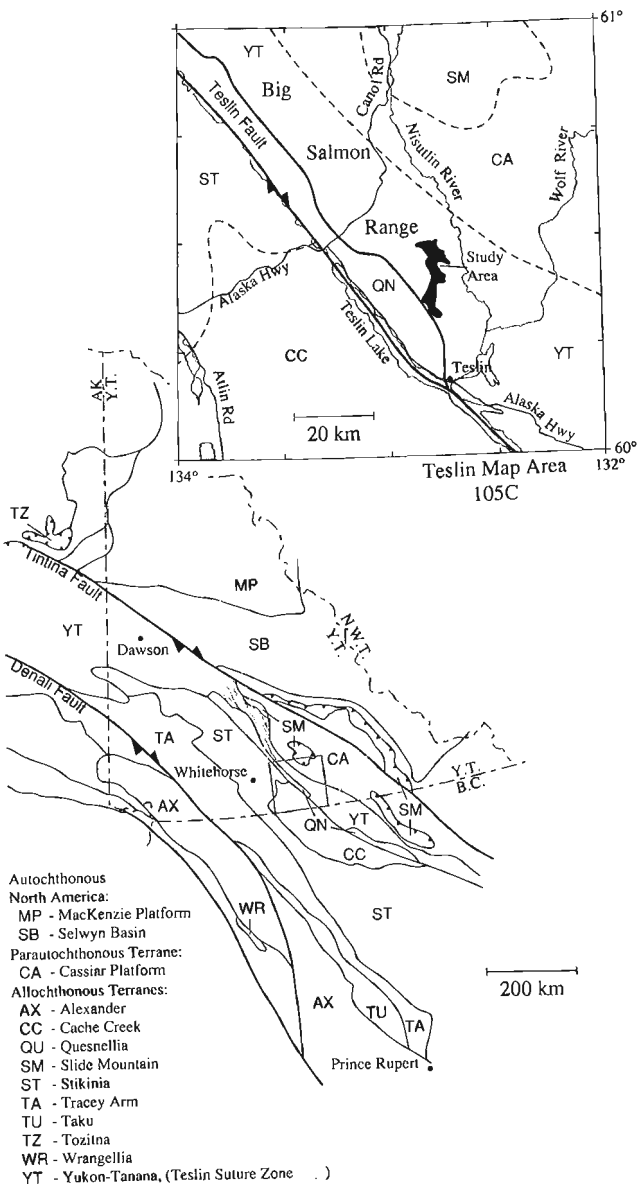 61°
YT
Big
Canol Rd
SM
Teslin Fault
Nisutlin River
CA
Wolf River
ST
Salmon
Range
Study
Area
QN
Alaska Hwy
Teslin Lake
CC
YT
Teslin
Atlin Rd
Alaska Hwy
20 km
60°
134°
132°
Teslin Map Area
105C
AK
Y.T.
TZ
Tintina Fault
MP
N.W.T.
Y.T.
YT
Dawson
SB
Denali Fault
TA
ST
SM
CA
Whitehorse
Y.T.
B.C.
AX
QN
YT
SM
CC
WR
ST
200 km
AX
TU
TA
Prince Rupert
Autochthonous
North America:
MP - MacKenzie Platform
SB - Selwyn Basin
Parautochthonous Terrane:
CA - Cassiar Platform
Allochthonous Terranes:
AX - Alexander
CC - Cache Creek
QU - Quesnellia
SM - Slide Mountain
ST - Stikinia
TA - Tracey Arm
TU - Taku
TZ - Tozitna
WR - Wrangellia
YT - Yukon-Tanana, (Teslin Suture Zone . )